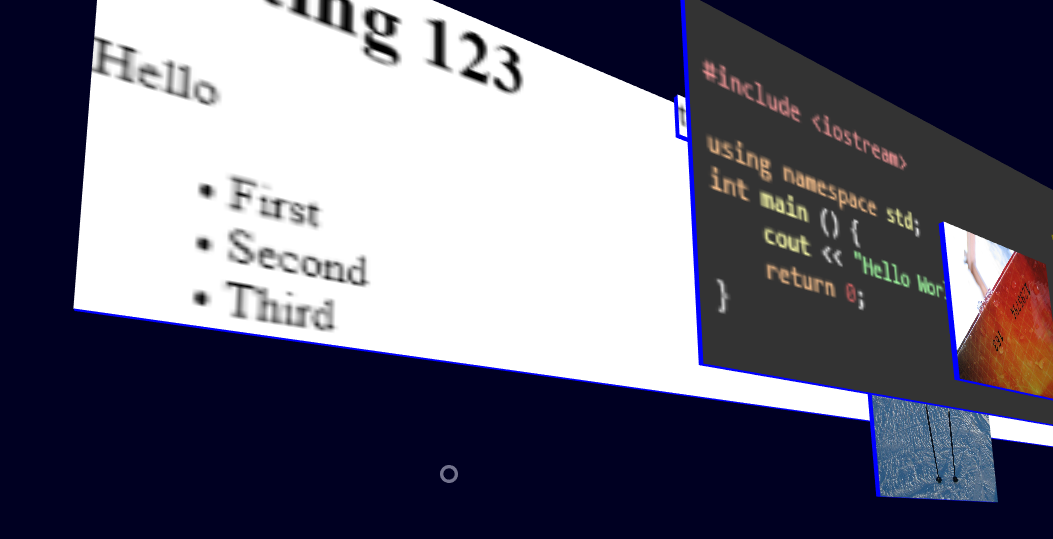 ing 123
Hello
• First
• Second
• Third
#include <iostream>
using namespace std;
int main () {
cout << "Hello Wor
return 0;
}